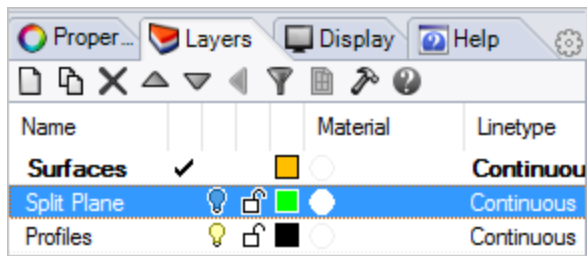 Proper... Layers Display Help
Name Material Linetype
Surfaces Continuou
Split Plane Continuous
Profiles Continuous